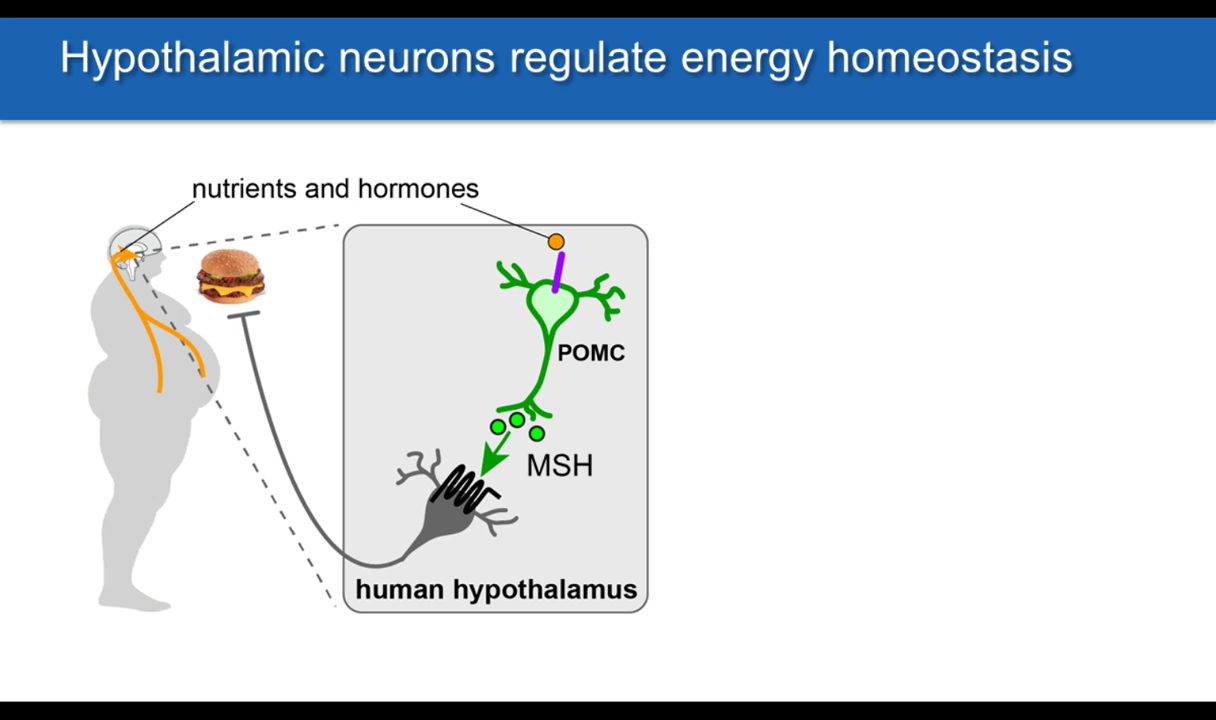 Hypothalamic neurons regulate energy homeostasis
nutrients and hormones
POMC
MSH
human hypothalamus